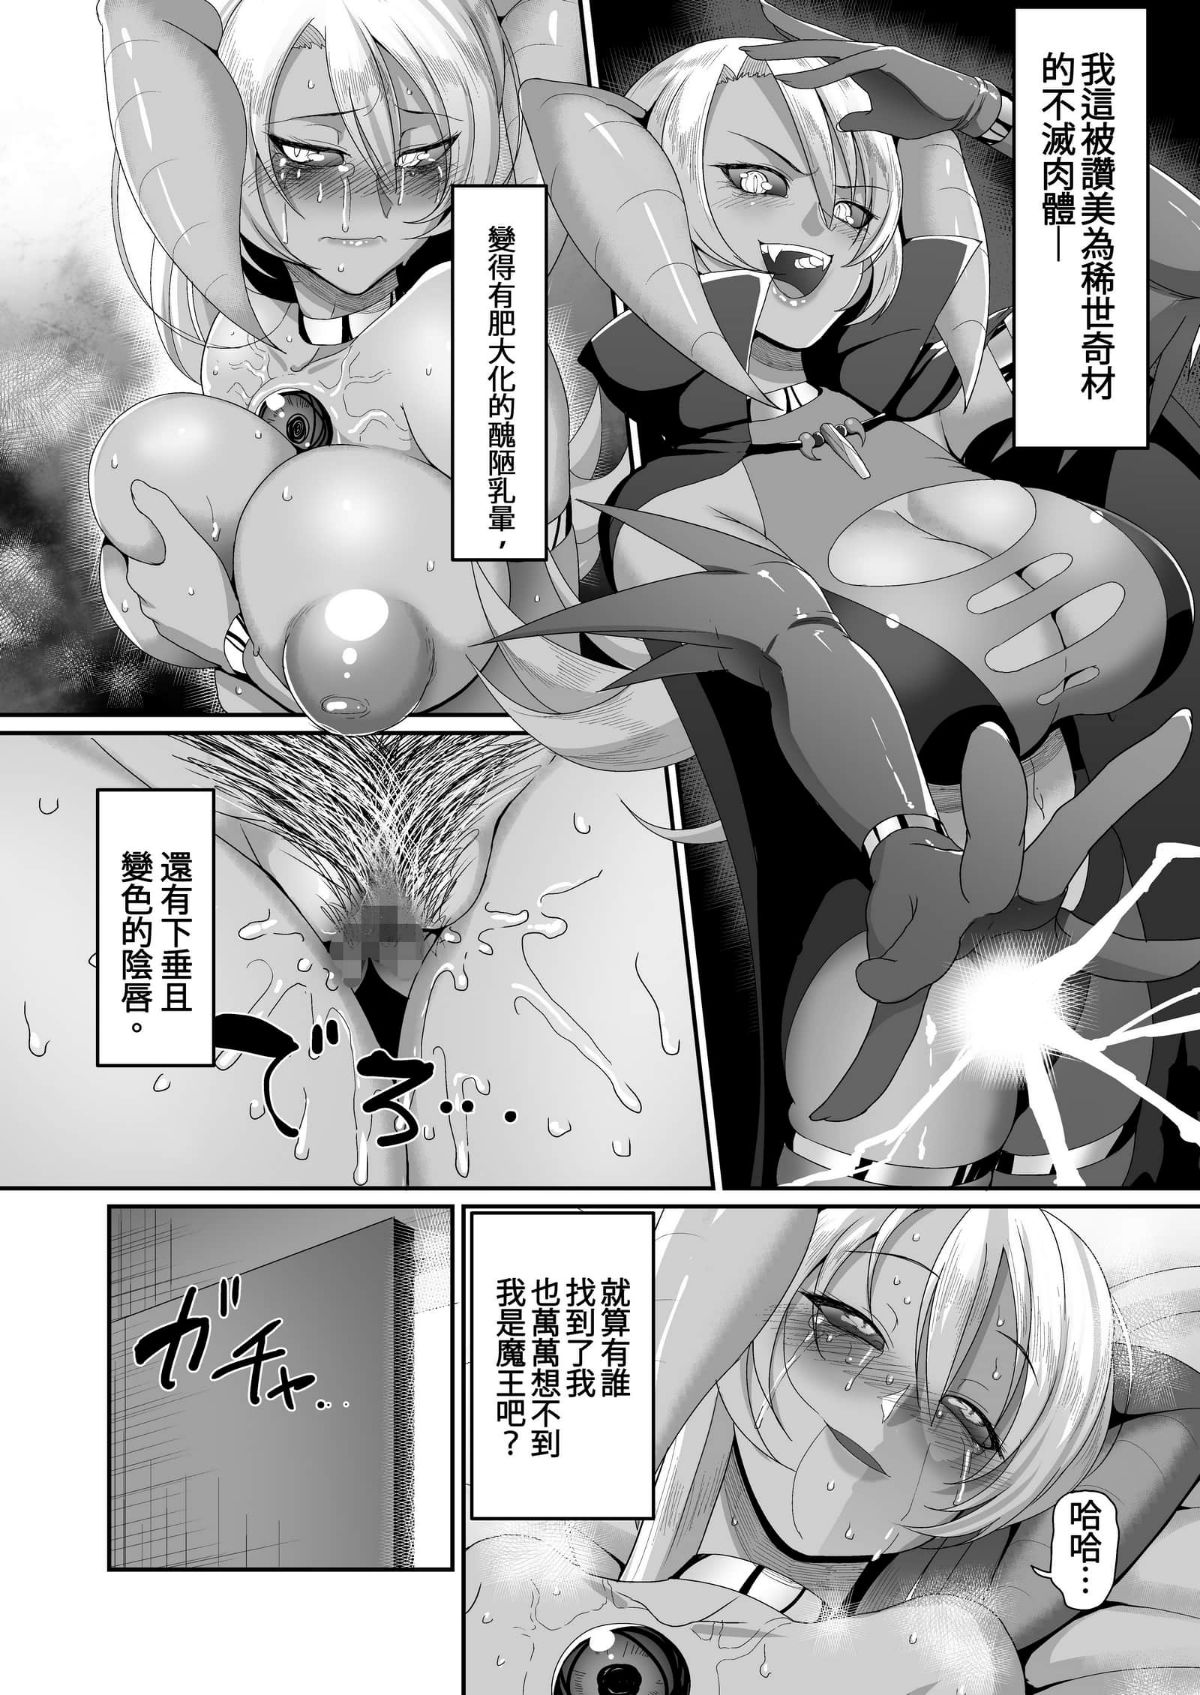 我這被讚美為稀世奇材
的不滅肉體─
變得有肥大化的醜陋乳暈，
還有下垂且
變色的陰唇。
でろ...
哈哈…
就算有誰
找到了我
也萬萬想不到
我是魔王吧？
ガチャ...